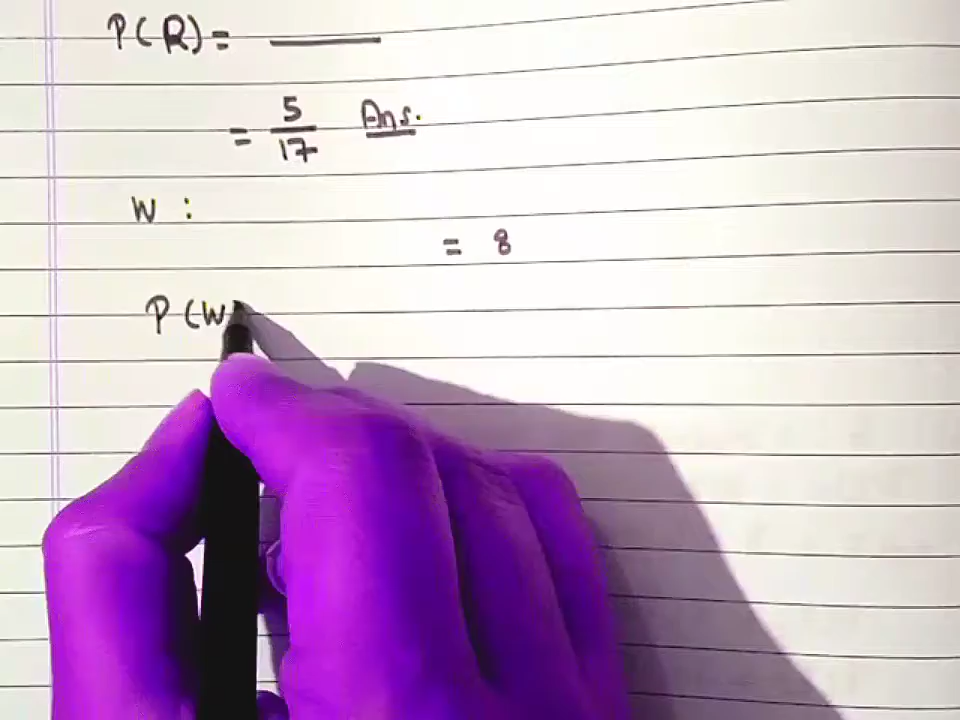 P(R) =
= 5/17 Ans.
W :
= 8
P(W